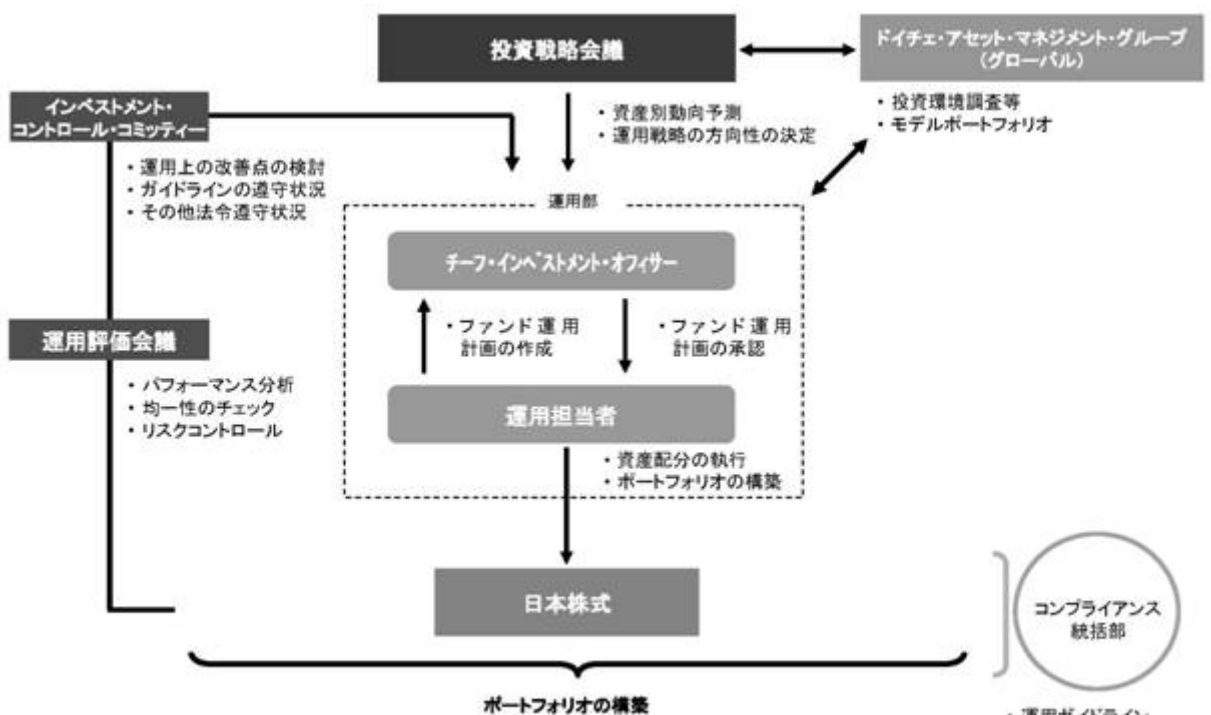 投資戦略会議
ドイチェ・アセット・マネジメント・グループ
(グローバル)
・投資環境調査等
・モデルポートフォリオ
インベストメント・
コントロール・コミッティー
・資産別動向予測
・運用戦略の方向性の決定
・運用上の改善点の検討
・ガイドラインの遵守状況
・その他法令遵守状況
運用部
チーフ・インベストメント・オフィサー
・ファンド運用
計画の作成
・ファンド運用
計画の承認
運用評価会議
・パフォーマンス分析
・均一性のチェック
・リスクコントロール
運用担当者
・資産配分の執行
・ポートフォリオの構築
日本株式
コンプライアンス
統括部
ポートフォリオの構築
・運用ガイドライン